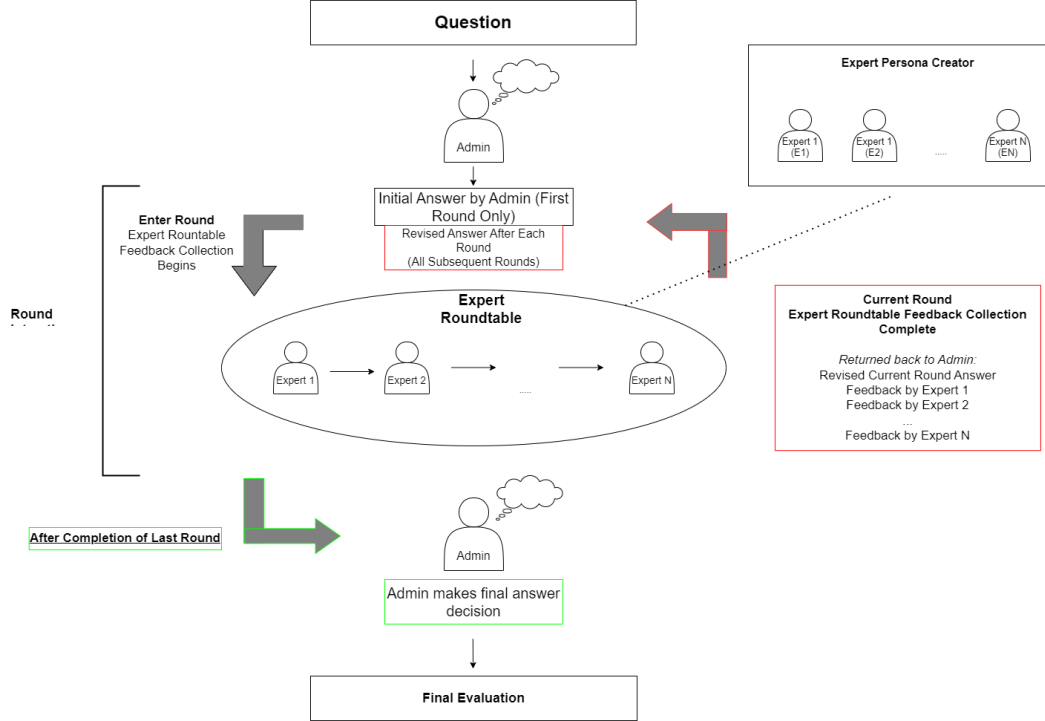 Question
Expert Persona Creator
Admin
Expert 1
(E1)
Expert 1
(E2)
.....
Expert N
(EN)
Initial Answer by Admin (First
Round Only)
Revised Answer After Each
Round
(All Subsequent Rounds)
Enter Round
Expert Rountable
Feedback Collection
Begins
Round
Expert
Roundtable
Expert 1
Expert 2
.....
Expert N
Current Round
Expert Roundtable Feedback Collection
Complete
Returned back to Admin:
Revised Current Round Answer
Feedback by Expert 1
Feedback by Expert 2
...
Feedback by Expert N
After Completion of Last Round
Admin
Admin makes final answer
decision
Final Evaluation